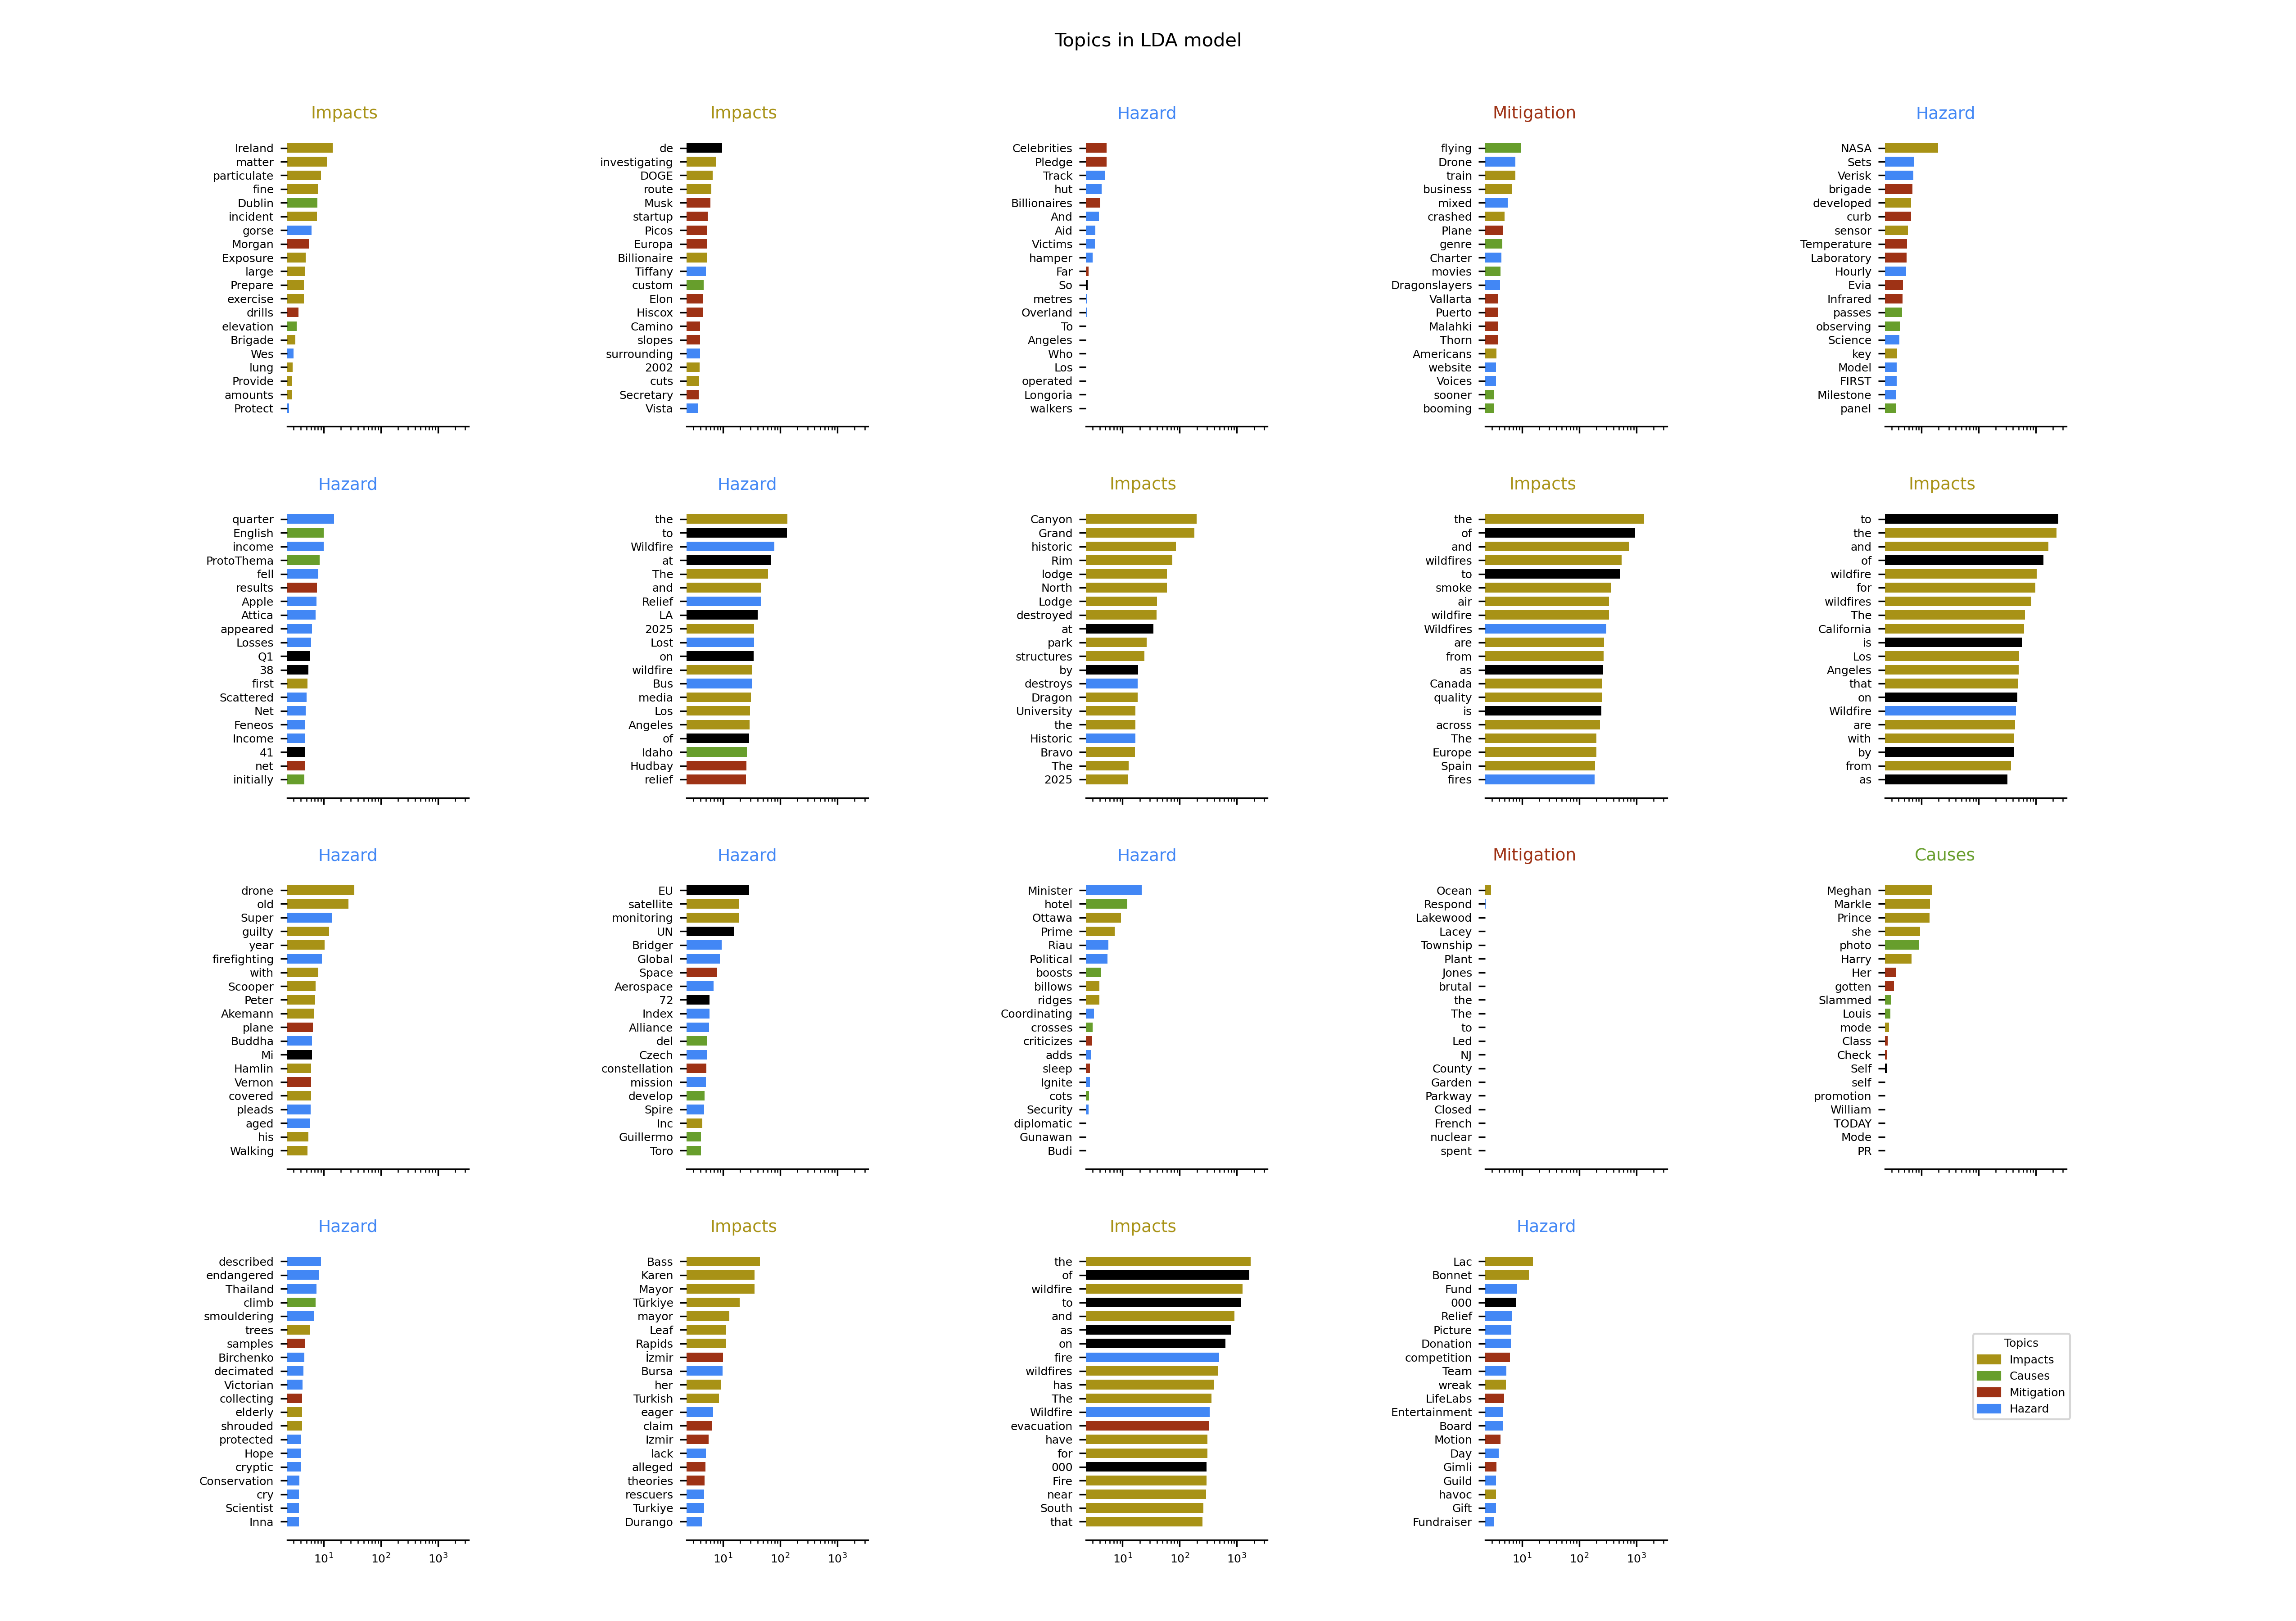 Topics in LDA model
Impacts
Ireland
matter
particulate
fine
Dublin
incident
gorse
Morgan
Exposure
large
Prepare
exercise
drills
elevation
Brigade
Wes
lung
Provide
amounts
Protect
Impacts
de
investigating
DOGE
route
Musk
startup
Picos
Europa
Billionaire
Tiffany
custom
Elon
Hiscox
Camino
slopes
surrounding
2002
cuts
Secretary
Vista
Hazard
Celebrities
Pledge
Track
hut
Billionaires
And
Aid
Victims
hamper
Far
So
metres
Overland
To
Angeles
Who
Los
operated
Longoria
walkers
Mitigation
flying
Drone
train
business
mixed
crashed
Plane
genre
Charter
movies
Dragonslayers
Vallarta
Puerto
Malahki
Thorn
Americans
website
Voices
sooner
booming
Hazard
NASA
Sets
Verisk
brigade
developed
curb
sensor
Temperature
Laboratory
Hourly
Evia
Infrared
passes
observing
Science
key
Model
FIRST
Milestone
panel
Hazard
quarter
English
income
ProtoThema
fell
results
Apple
Attica
appeared
Losses
Q1
38
first
Scattered
Net
Feneos
Income
41
net
initially
Hazard
the
to
Wildfire
at
The
and
Relief
LA
2025
Lost
on
wildfire
Bus
media
Los
Angeles
of
Idaho
Hudbay
relief
Impacts
Canyon
Grand
historic
Rim
lodge
North
Lodge
destroyed
at
park
structures
by
destroys
Dragon
University
the
Historic
Bravo
The
2025
Impacts
the
of
and
wildfires
to
smoke
air
wildfire
Wildfires
are
from
as
Canada
quality
is
across
The
Europe
Spain
fires
Impacts
to
the
and
of
wildfire
for
wildfires
The
California
is
Los
Angeles
that
on
Wildfire
are
with
by
from
as
Hazard
drone
old
Super
guilty
year
firefighting
with
Scooper
Peter
Akemann
plane
Buddha
Mi
Hamlin
Vernon
covered
pleads
aged
his
Walking
Hazard
EU
satellite
monitoring
UN
Bridger
Global
Space
Aerospace
72
Index
Alliance
del
Czech
constellation
mission
develop
Spire
Inc
Guillermo
Toro
Hazard
Minister
hotel
Ottawa
Prime
Riau
Political
boosts
billows
ridges
Coordinating
crosses
criticizes
adds
sleep
Ignite
cots
Security
diplomatic
Gunawan
Budi
Mitigation
Ocean
Respond
Lakewood
Lacey
Township
Plant
Jones
brutal
the
The
to
Led
NJ
County
Garden
Parkway
Closed
French
nuclear
spent
Causes
Meghan
Markle
Prince
she
photo
Harry
Her
gotten
Slammed
Louis
mode
Class
Check
Self
self
promotion
William
TODAY
Mode
PR
Hazard
described
endangered
Thailand
climb
smouldering
trees
samples
Birchenko
decimated
Victorian
collecting
elderly
shrouded
protected
Hope
cryptic
Conservation
cry
Scientist
Inna
10¹ 10² 10³
Impacts
Bass
Karen
Mayor
Türkiye
mayor
Leaf
Rapids
İzmir
Bursa
her
Turkish
eager
claim
Izmir
lack
alleged
theories
rescuers
Turkiye
Durango
10¹ 10² 10³
Impacts
the
of
wildfire
to
and
as
on
fire
wildfires
has
The
Wildfire
evacuation
have
for
000
Fire
near
South
that
10¹ 10² 10³
Hazard
Lac
Bonnet
Fund
000
Relief
Picture
Donation
competition
Team
wreak
LifeLabs
Entertainment
Board
Motion
Day
Gimli
Guild
havoc
Gift
Fundraiser
10¹ 10² 10³
Topics
Impacts
Causes
Mitigation
Hazard